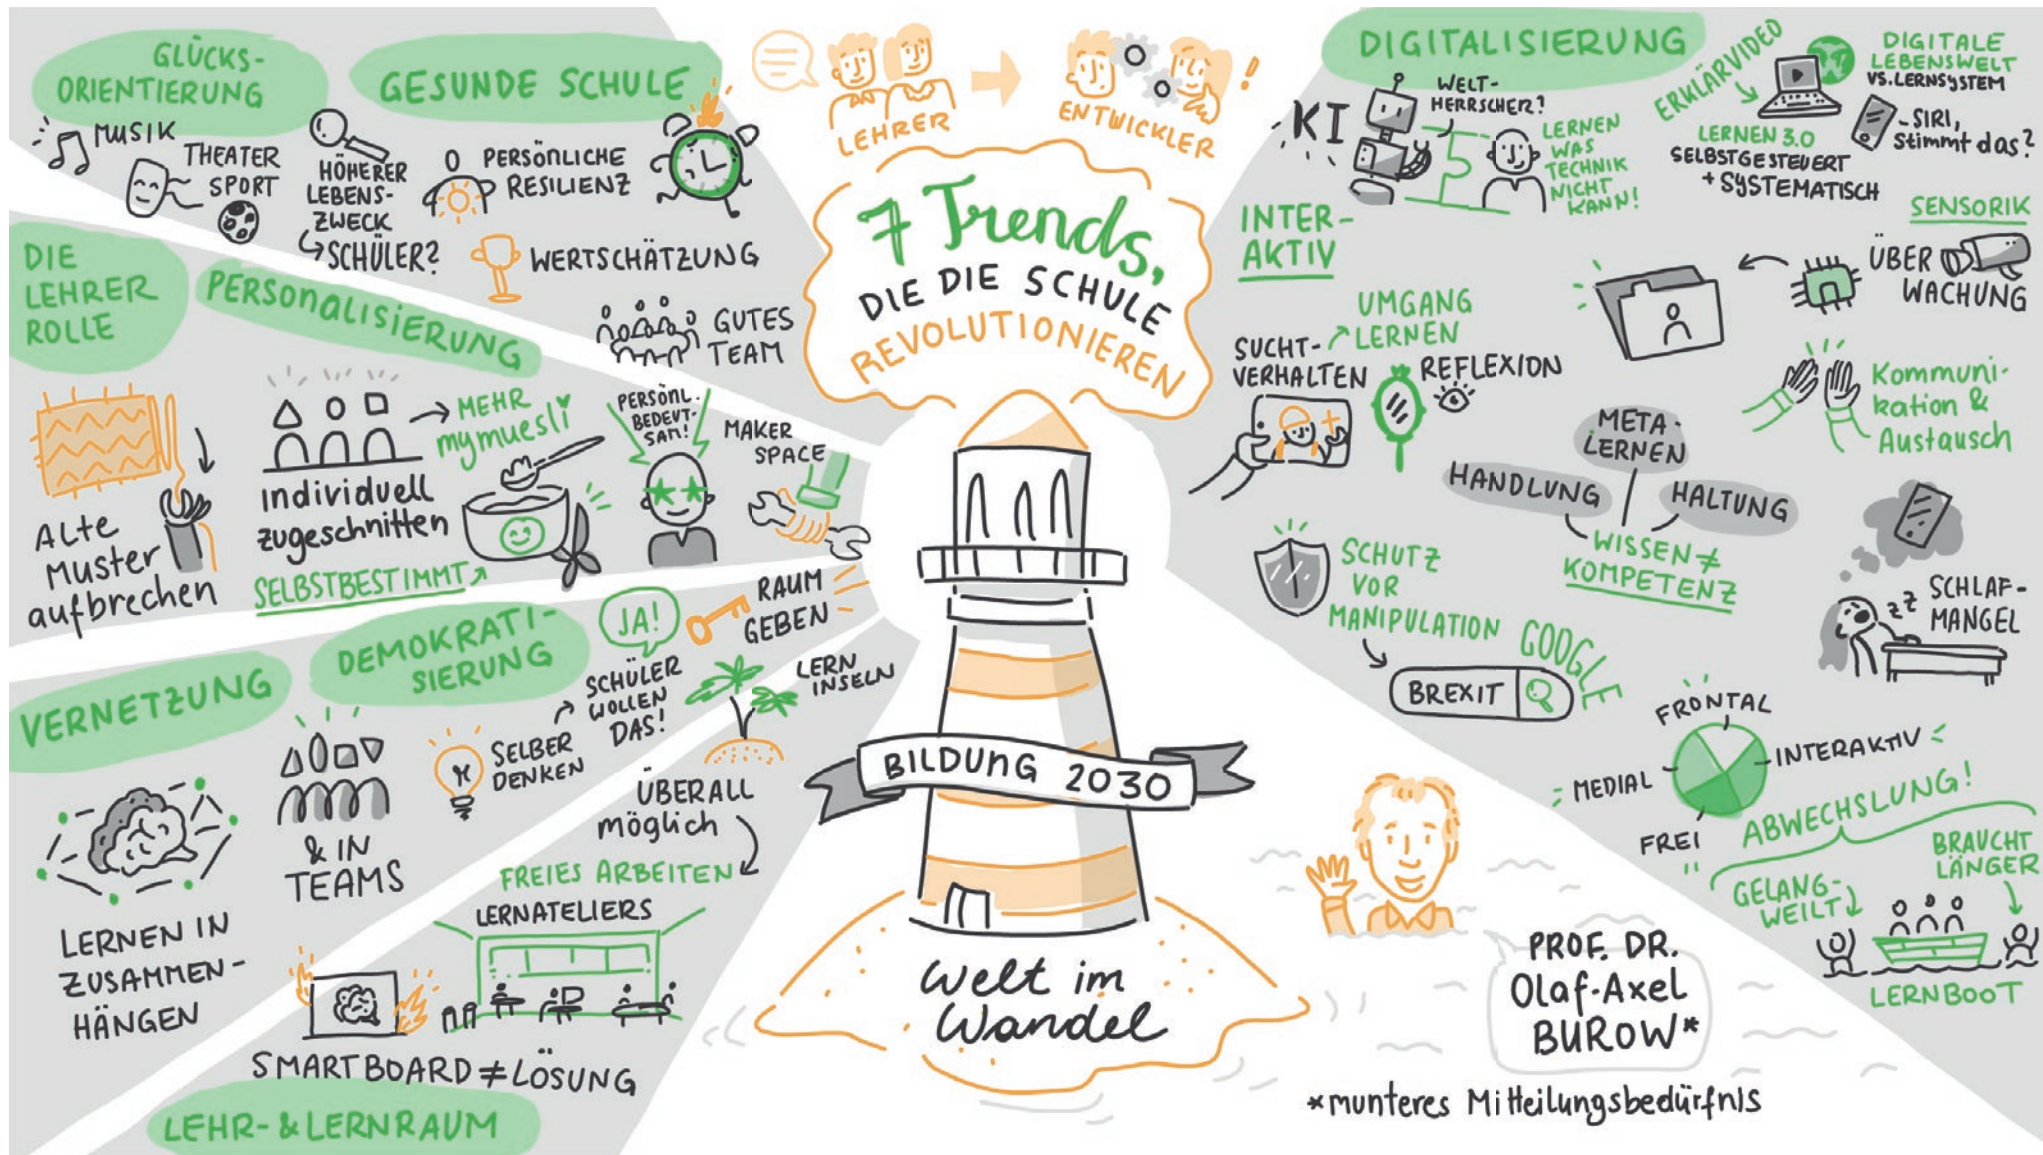 GLÜCKS-
ORIENTIERUNG
MUSIK
THEATER
SPORT
HÖHERER
LEBENS-
ZWECK
SCHÜLER?
GESUNDE SCHULE
PERSÖNLICHE
RESILIENZ
WERTSCHÄTZUNG
GUTES
TEAM
DIE
LEHRER
ROLLE
Alte
Muster
aufbrechen
PERSONALISIERUNG
individuell
zugeschnitten
MEHR
mymuesli
SELBSTBESTIMMT
PERSÖNL.
BEDEUT-
SAM!
MAKER
SPACE
VERNETZUNG
LERNEN IN
ZUSAMMEN-
HÄNGEN
& IN
TEAMS
DEMOKRATI-
SIERUNG
SELBER
DENKEN
SCHÜLER
WOLLEN
DAS!
JA!
RAUM
GEBEN
LERN
INSELN
ÜBERALL
möglich
FREIES ARBEITEN
LERNATELIERS
SMARTBOARD ≠ LÖSUNG
LEHR- & LERNRAUM
LEHRER
ENTWICKLER
7 Trends,
DIE DIE SCHULE
REVOLUTIONIEREN
BILDUNG 2030
Welt im
Wandel
DIGITALISIERUNG
KI
WELT-
HERRSCHER?
LERNEN
WAS
TECHNIK
NICHT
KANN!
ERKLÄRVIDEO
LERNEN 3.0
SELBSTGESTEUERT
+ SYSTEMATISCH
DIGITALE
LEBENSWELT
VS. LERNSYSTEM
- SIRI,
Stimmt das?
INTER-
AKTIV
SENSORIK
ÜBER
WACHUNG
UMGANG
LERNEN
SUCHT-
VERHALTEN
REFLEXION
Kommuni-
kation &
Austausch
META-
LERNEN
HANDLUNG
HALTUNG
WISSEN ≠
KOMPETENZ
SCHUTZ
VOR
MANIPULATION
GOOGLE
BREXIT
ZZ
SCHLAF-
MANGEL
FRONTAL
INTERAKTIV
MEDIAL
FREI
ABWECHSLUNG!
GELANG-
WEILT
BRAUCHT
LÄNGER
LERNBOOT
PROF. DR.
Olaf-Axel
BUROW*
*munteres Mitteilungsbedürfnis